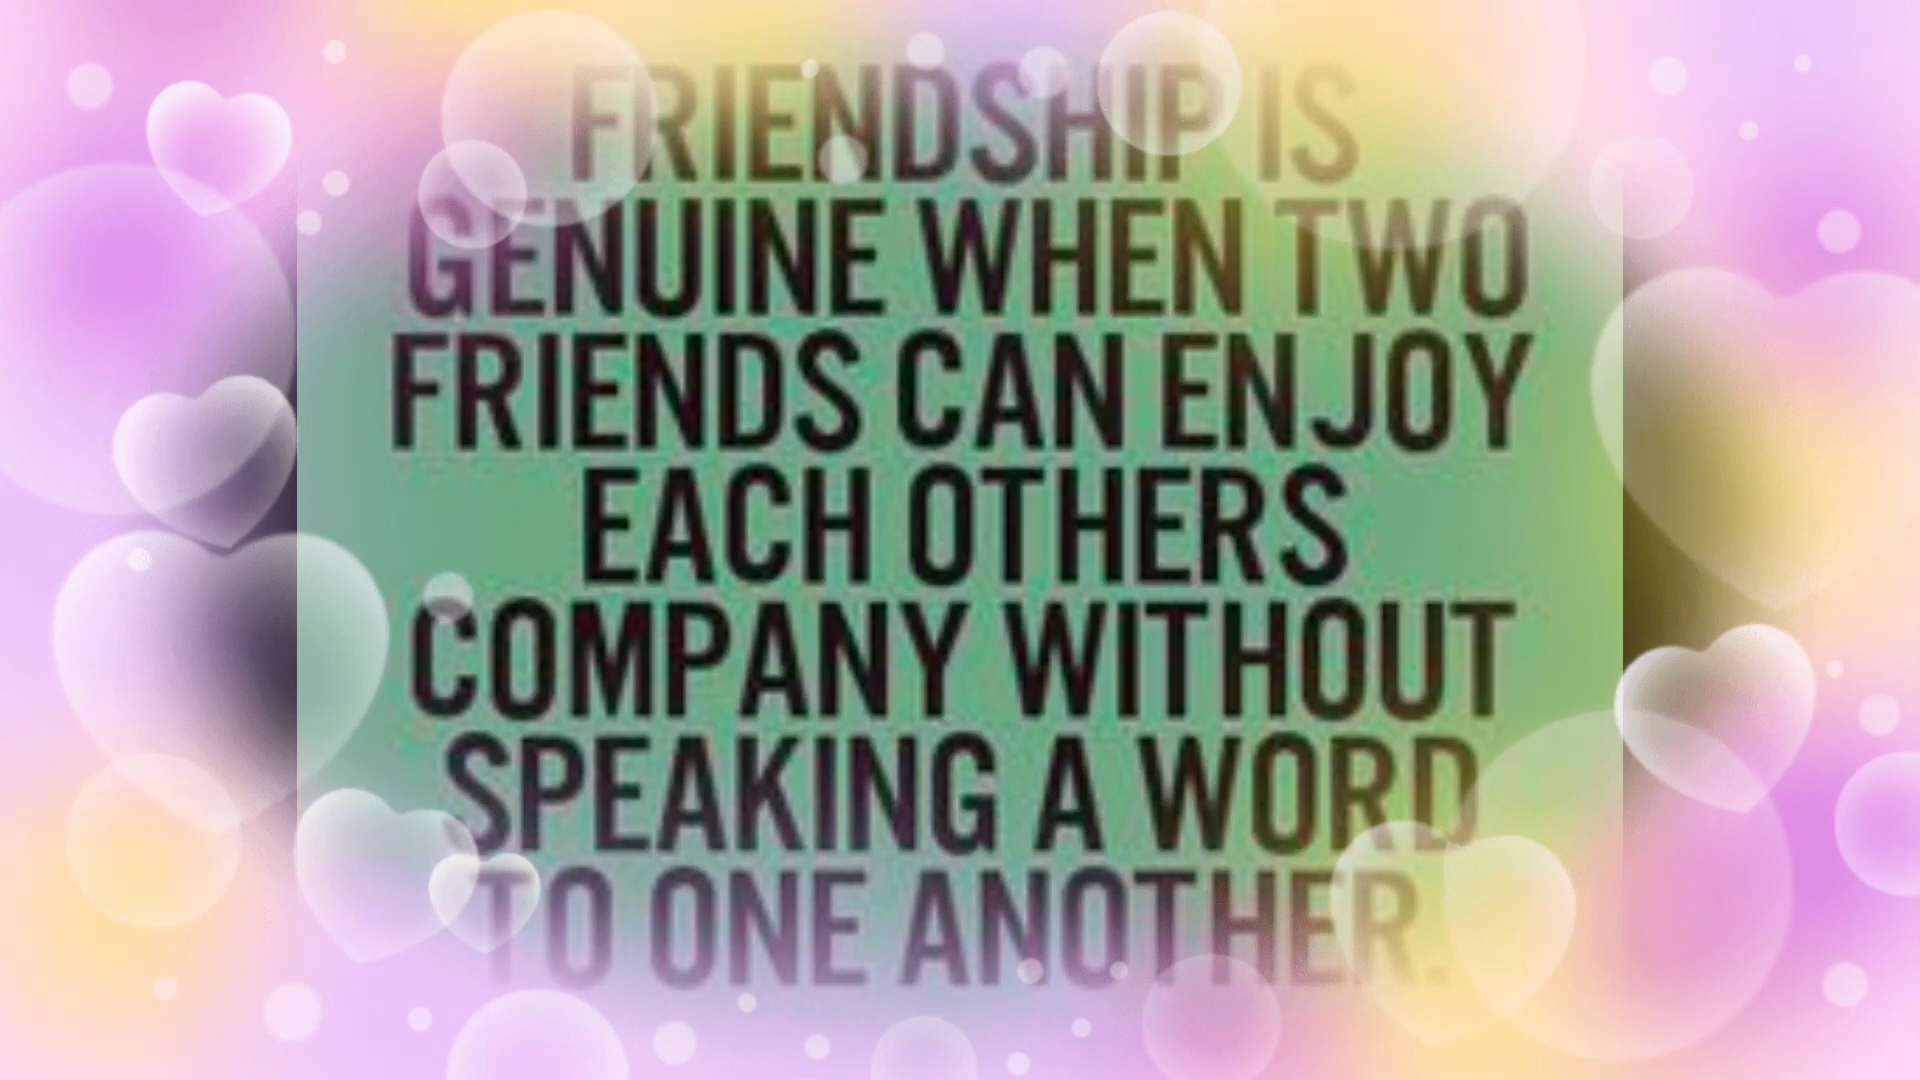 FRIENDSHIP IS
GENUINE WHEN TWO
FRIENDS CAN ENJOY
EACH OTHERS
COMPANY WITHOUT
SPEAKING A WORD
TO ONE ANOTHER.